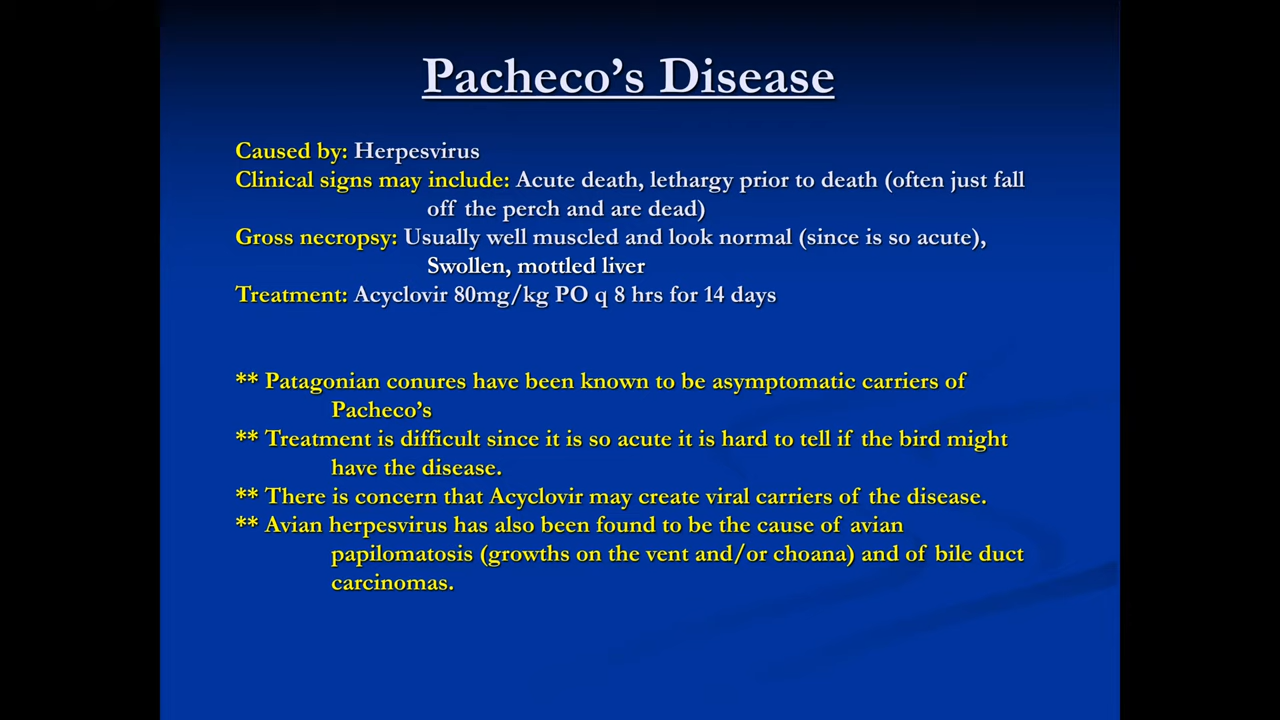 Pacheco's Disease
Caused by: Herpesvirus
Clinical signs may include: Acute death, lethargy prior to death (often just fall
off the perch and are dead)
Gross necropsy: Usually well muscled and look normal (since is so acute),
Swollen, mottled liver
Treatment: Acyclovir 80mg/kg PO q 8 hrs for 14 days
** Patagonian conures have been known to be asymptomatic carriers of
Pacheco's
** Treatment is difficult since it is so acute it is hard to tell if the bird might
have the disease.
** There is concern that Acyclovir may create viral carriers of the disease.
** Avian herpesvirus has also been found to be the cause of avian
papilomatosis (growths on the vent and/or choana) and of bile duct
carcinomas.